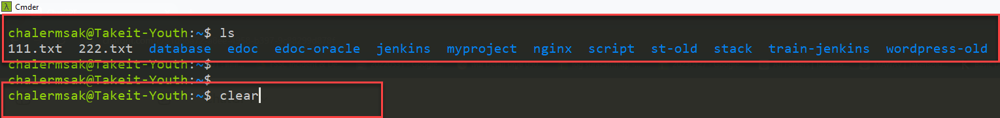 λ Cmder
chalermsak@Takeit-Youth:~$ ls
111.txt 222.txt database edoc edoc-oracle jenkins myproject nginx script st-old stack train-jenkins wordpress-old
chalermsak@Takeit-Youth:~$
chalermsak@Takeit-Youth:~$
chalermsak@Takeit-Youth:~$ clear